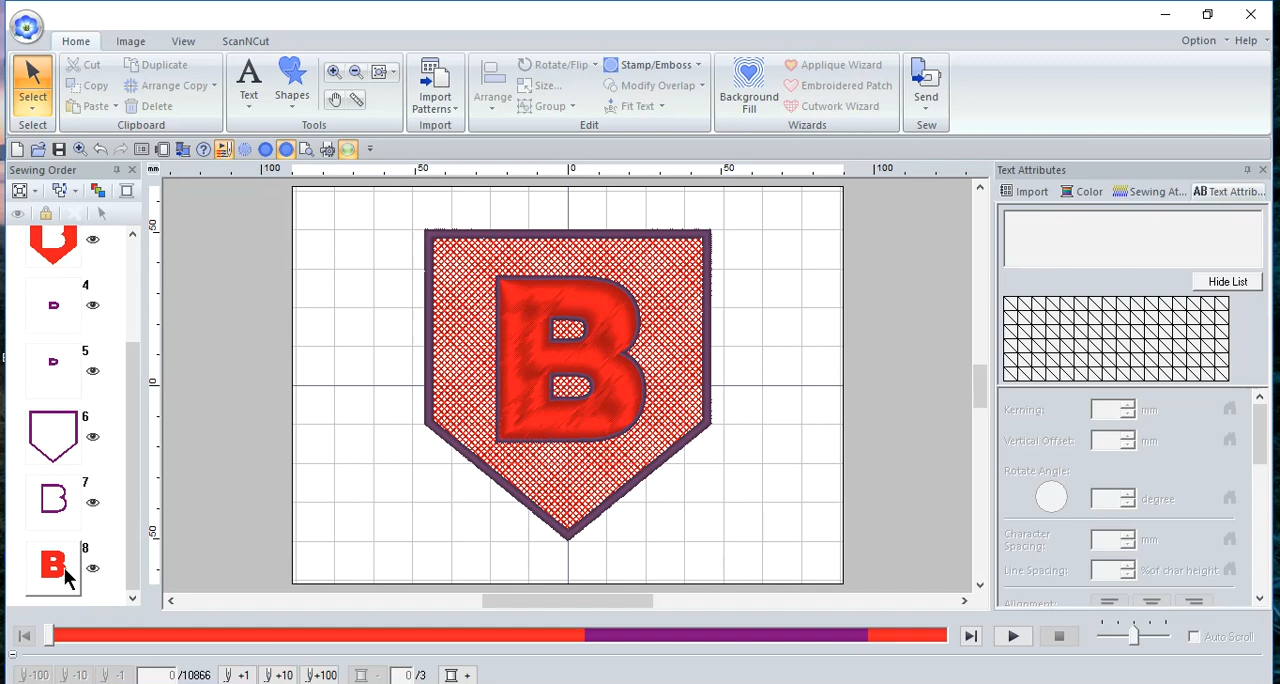 Home Image View ScanNCut Option Help
Cut Duplicate Rotate/Flip Stamp/Emboss Applique Wizard
Copy Arrange Copy Size... Modify Overlap Embroidered Patch
Select Paste Delete Text Shapes Import Patterns Arrange Group Fit Text Background Fill Cutwork Wizard Send
Select Clipboard Tools Import Edit Wizards Sew
Sewing Order mm 100 50 0 50 100 Text Attributes
Import Color Sewing At... AB Text Attrib...
50
Hide List
4
5
0
Kerning: mm
6
Vertical Offset: mm
Rotate Angle:
7
degree
50
Character Spacing: mm
8
B
Line Spacing: %of char height
Alignment:
Auto Scroll
-100 -10 -1 0 /10866 +1 +10 +100 - 0 /3 +